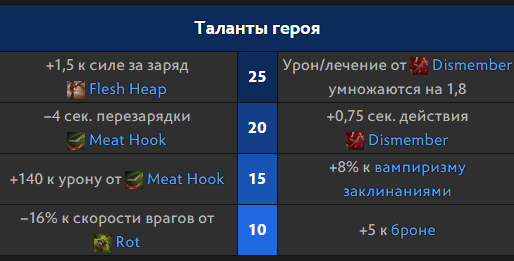 Таланты героя
+1,5 к силе за заряд
Flesh Heap
25
Урон/лечение от Dismember
умножаются на 1,8
−4 сек. перезарядки
Meat Hook
20
+0,75 сек. действия
Dismember
+140 к урону от Meat Hook
15
+8% к вампиризму
заклинаниями
−16% к скорости врагов от
Rot
10
+5 к броне